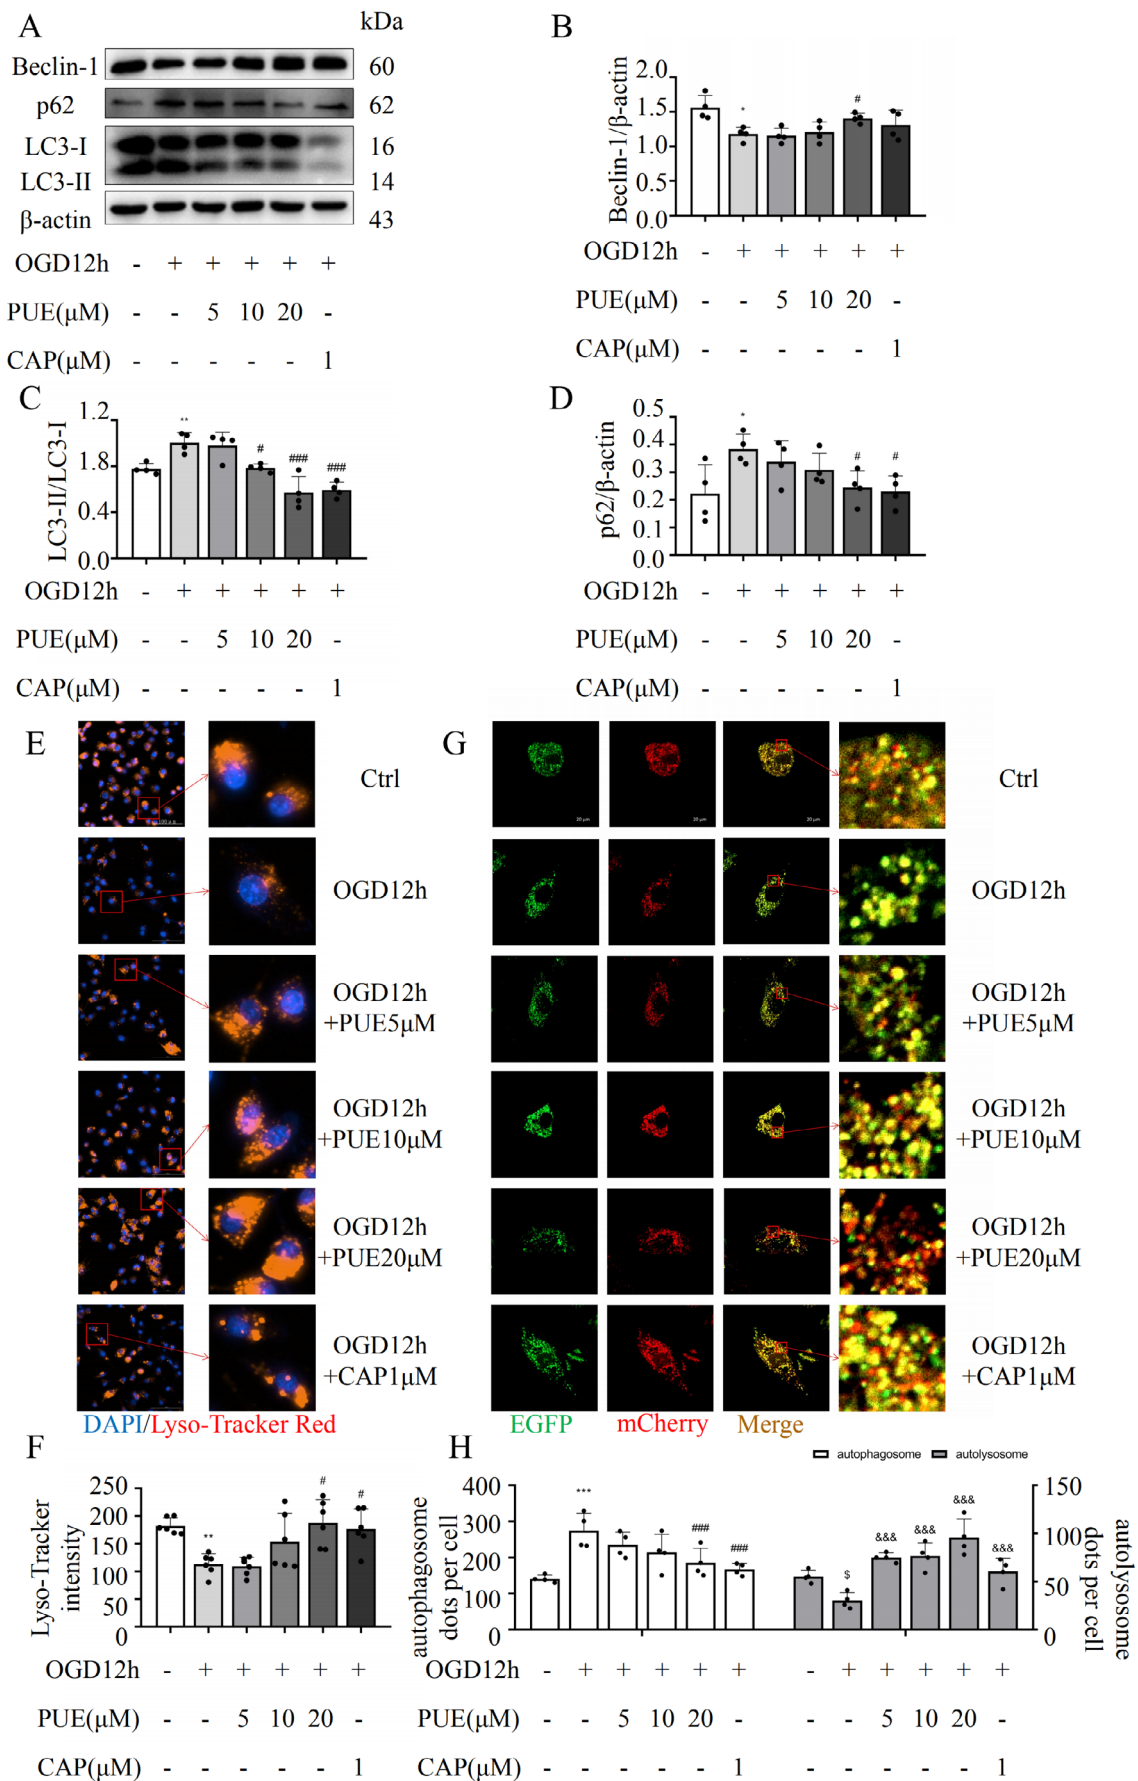 A
kDa
Beclin-1
60
p62
62
LC3-I
16
LC3-II
14
β-actin
43
OGD12h - + + + + +
PUE(μM) - - 5 10 20 -
CAP(μM) - - - - - 1
B
Beclin-1/β-actin
2.0
1.5
1.0
0.5
0.0
*
#
OGD12h - + + + + +
PUE(μM) - - 5 10 20 -
CAP(μM) - - - - - 1
C
LC3-II/LC3-I
1.2
1.8
0.4
0.0
**
#
###
###
OGD12h - + + + + +
PUE(μM) - - 5 10 20 -
CAP(μM) - - - - - 1
D
p62/β-actin
0.5
0.4
0.3
0.2
0.1
0.0
*
#
#
OGD12h - + + + + +
PUE(μM) - - 5 10 20 -
CAP(μM) - - - - - 1
E
Ctrl
OGD12h
OGD12h
+PUE5μM
OGD12h
+PUE10μM
OGD12h
+PUE20μM
OGD12h
+CAP1μM
DAPI/Lyso-Tracker Red
G
20 μm
20 μm
20 μm
Ctrl
OGD12h
OGD12h
+PUE5μM
OGD12h
+PUE10μM
OGD12h
+PUE20μM
OGD12h
+CAP1μM
EGFP
mCherry
Merge
F
Lyso-Tracker
intensity
250
200
150
100
50
0
**
#
#
OGD12h - + + + + +
PUE(μM) - - 5 10 20 -
CAP(μM) - - - - - 1
H
autophagosome
autolysosome
autophagosome
dots per cell
400
300
200
100
0
***
###
###
$
&&&
&&&
&&&
&&&
150
100
50
0
autolysosome
dots per cell
OGD12h - + + + + + - + + + + +
PUE(μM) - - 5 10 20 - - - 5 10 20 -
CAP(μM) - - - - - 1 - - - - - 1